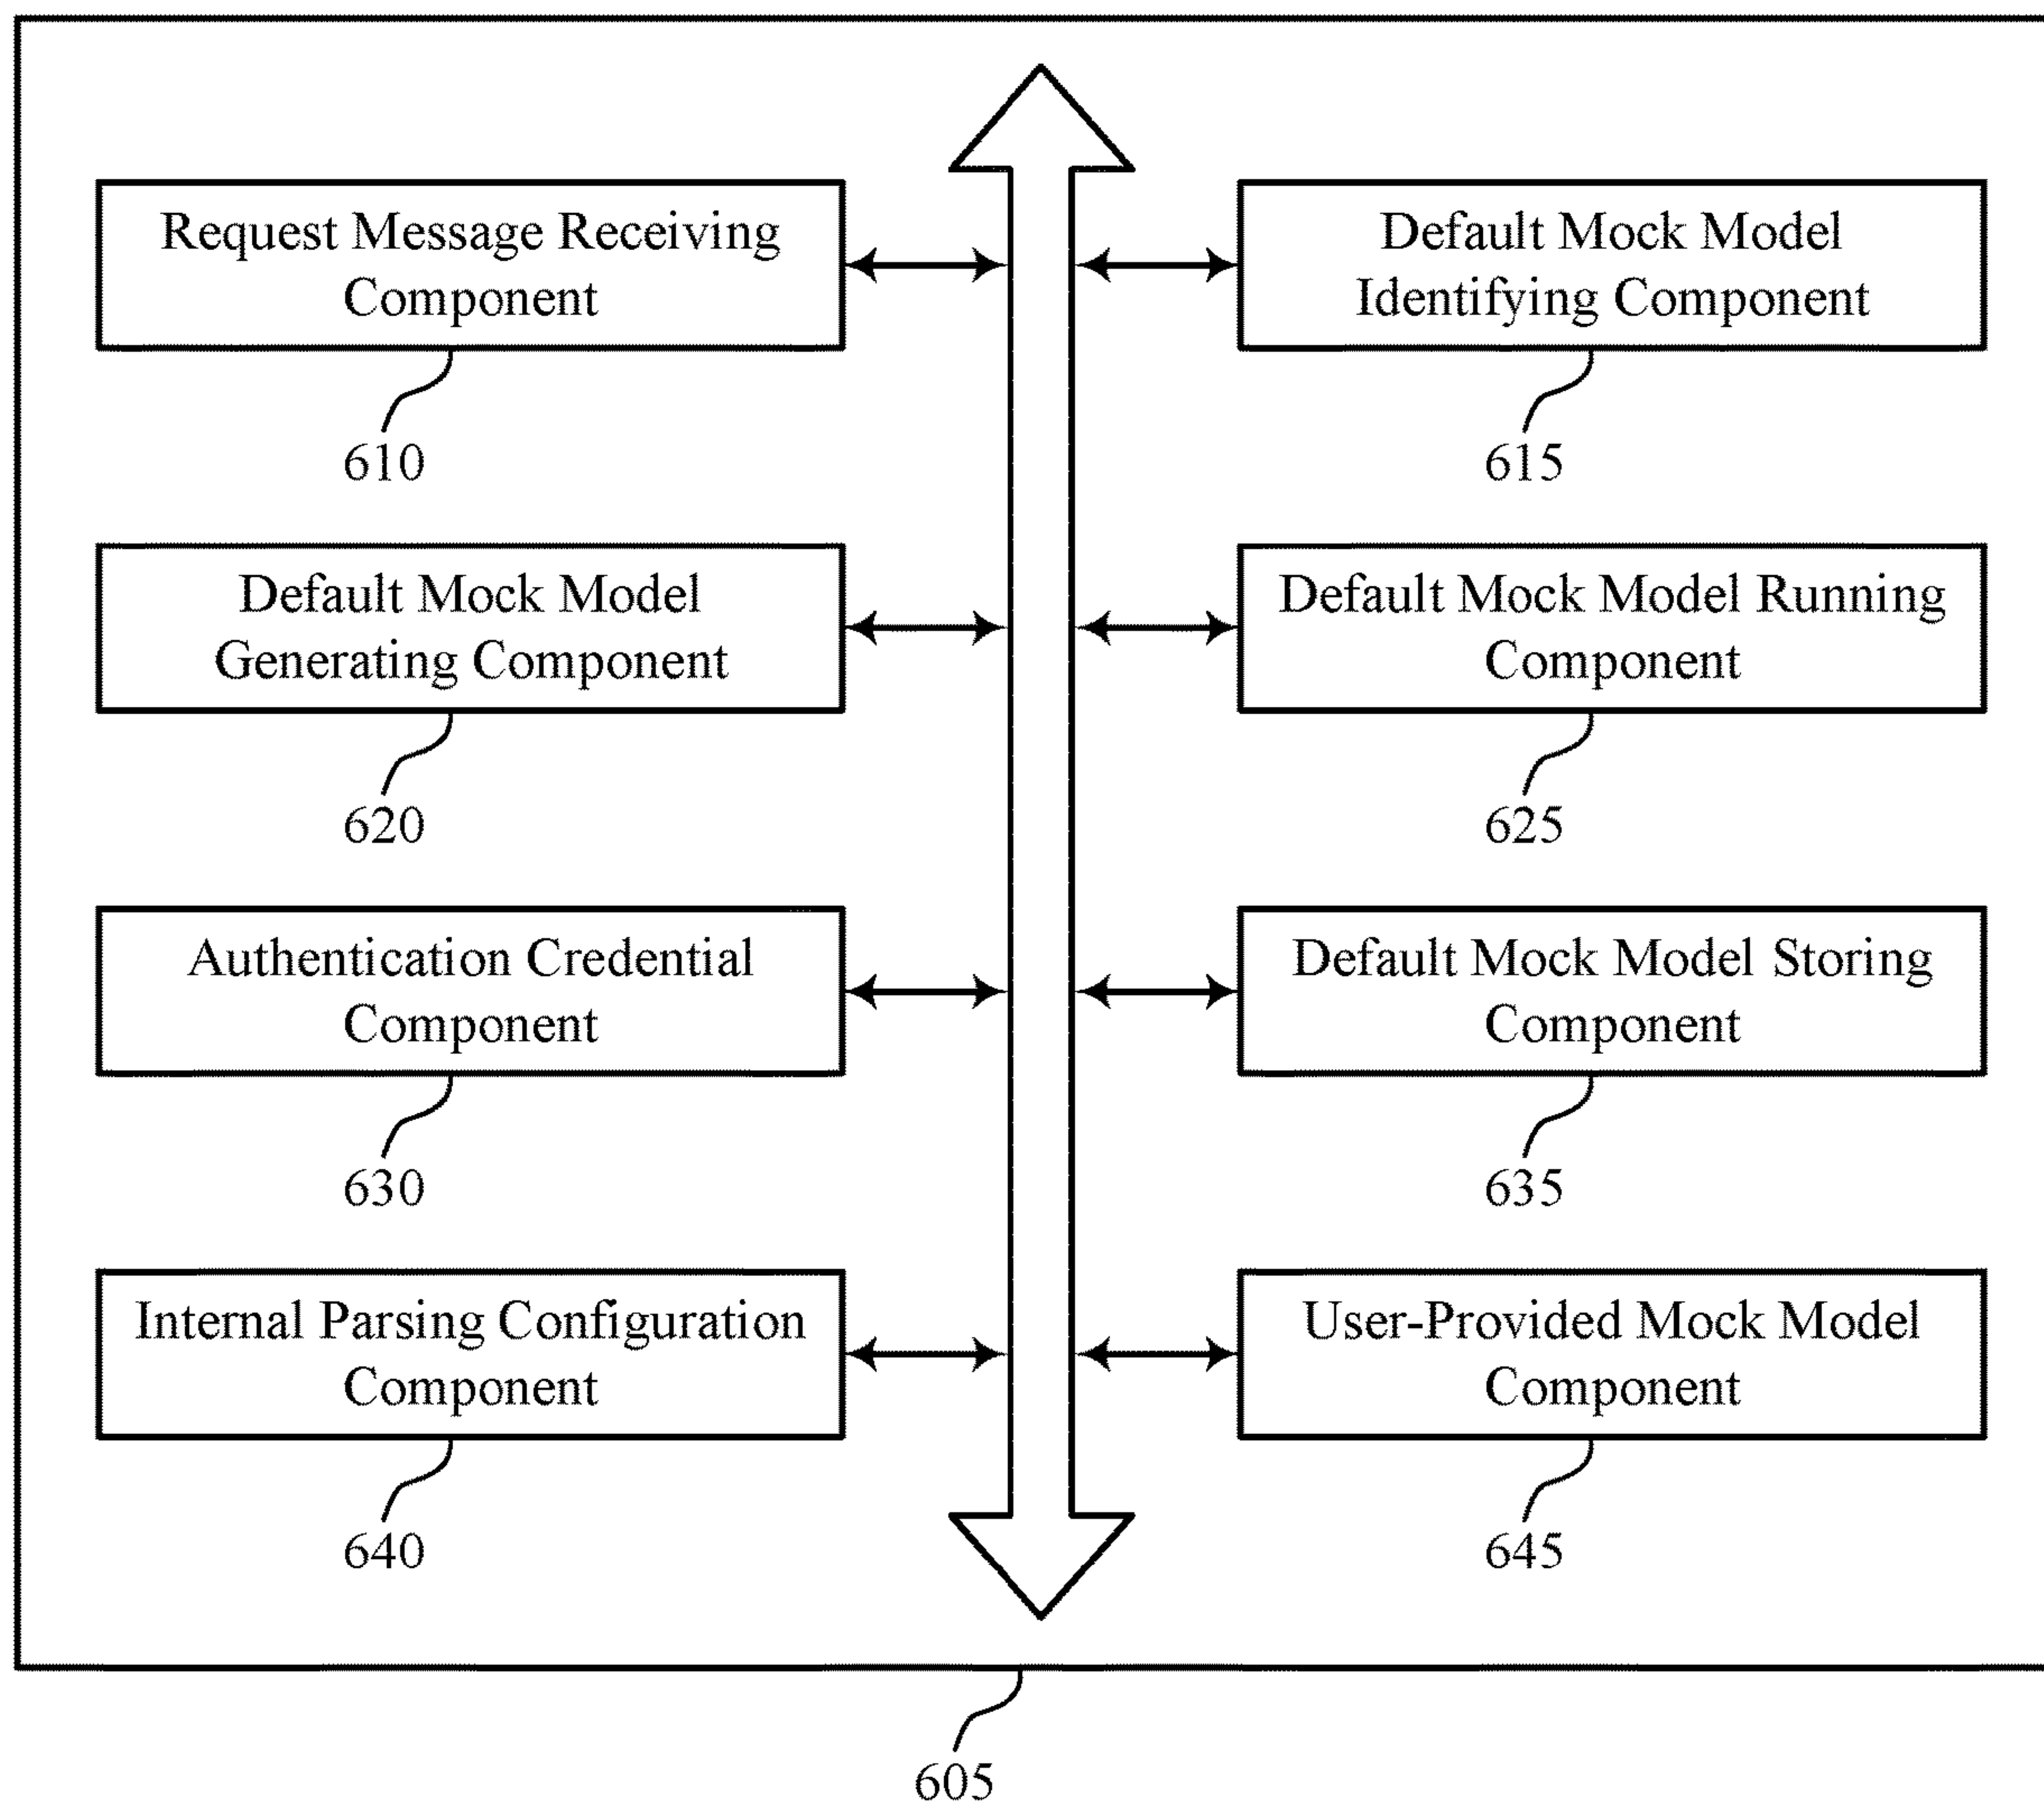 Request Message Receiving
Component
610
Default Mock Model
Identifying Component
615
Default Mock Model
Generating Component
620
Default Mock Model Running
Component
625
Authentication Credential
Component
630
Default Mock Model Storing
Component
635
Internal Parsing Configuration
Component
640
User-Provided Mock Model
Component
645
605